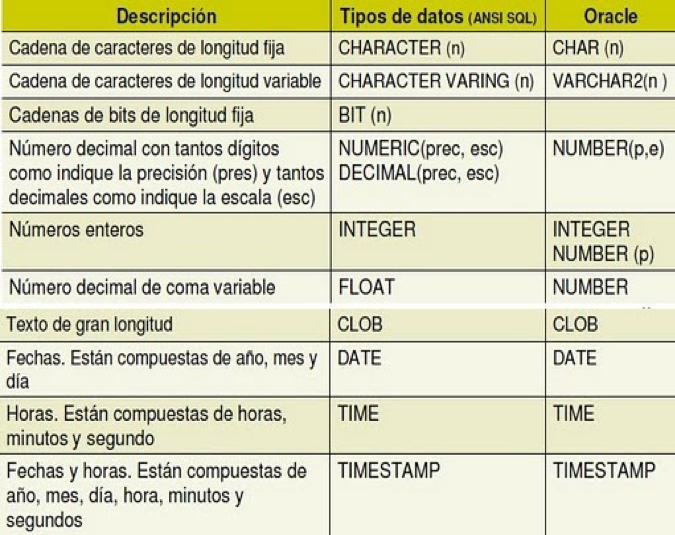 Descripción Tipos de datos (ANSI SQL) Oracle
Cadena de caracteres de longitud fija CHARACTER (n) CHAR (n)
Cadena de caracteres de longitud variable CHARACTER VARING (n) VARCHAR2(n )
Cadenas de bits de longitud fija BIT (n)
Número decimal con tantos dígitos NUMERIC(prec, esc) NUMBER(p,e)
como indique la precisión (pres) y tantos DECIMAL(prec, esc)
decimales como indique la escala (esc)
Números enteros INTEGER INTEGER
NUMBER (p)
Número decimal de coma variable FLOAT NUMBER
Texto de gran longitud CLOB CLOB
Fechas. Están compuestas de año, mes y DATE DATE
día
Horas. Están compuestas de horas, TIME TIME
minutos y segundo
Fechas y horas. Están compuestas de TIMESTAMP TIMESTAMP
año, mes, día, hora, minutos y
segundos